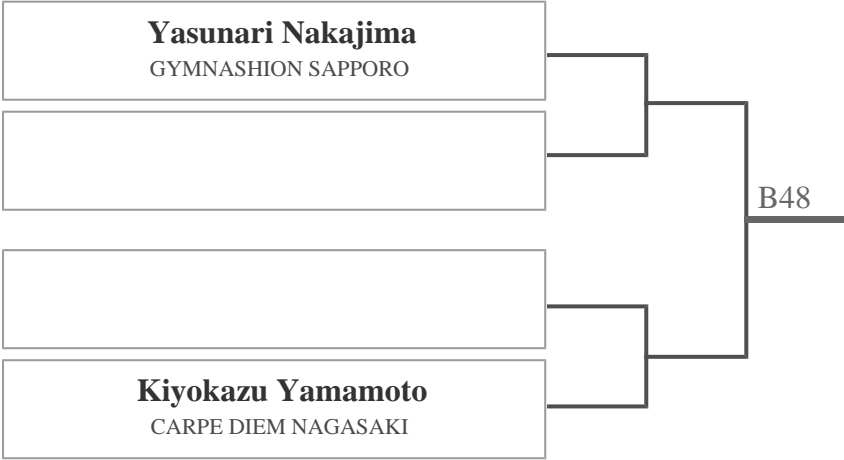 Yasunari Nakajima
GYMNASHION SAPPORO
B48
Kiyokazu Yamamoto
CARPE DIEM NAGASAKI